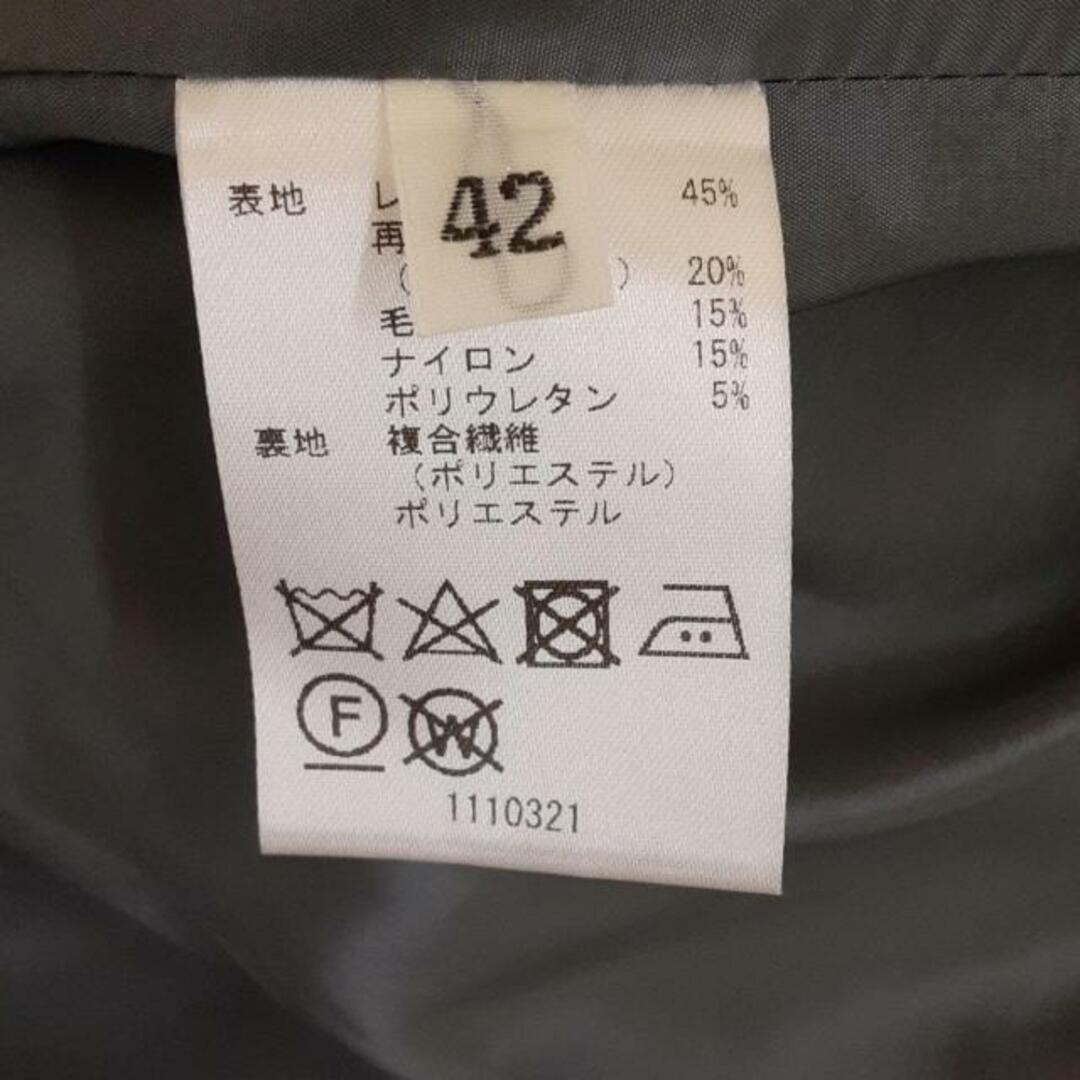 42
表地 レ 45%
再
( ) 20%
毛 15%
ナイロン 15%
ポリウレタン 5%
裏地 複合繊維
(ポリエステル)
ポリエステル
F
W
1110321